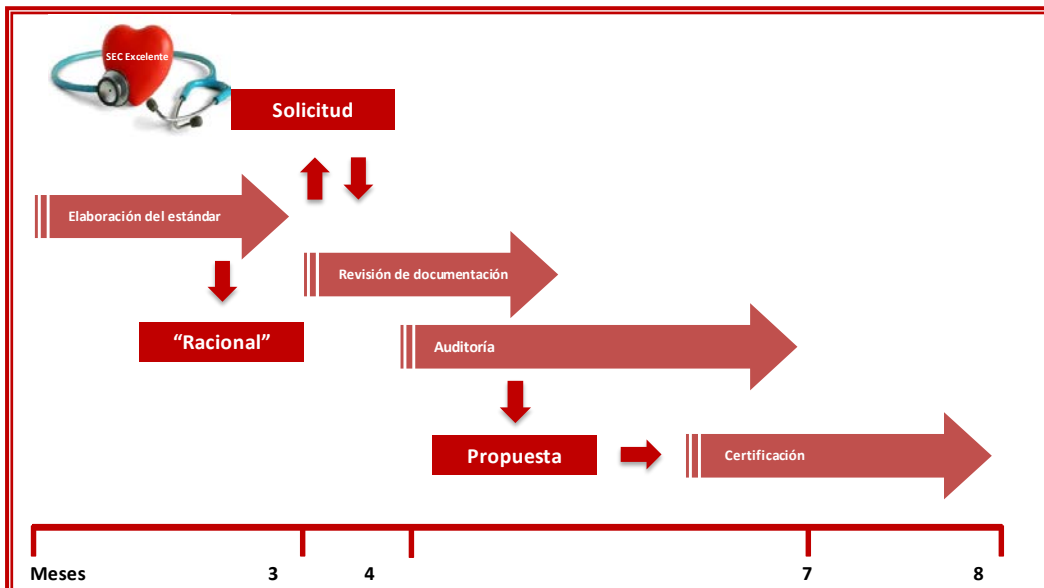 SEC Excelente
Solicitud
Elaboración del estándar
Revisión de documentación
“Racional”
Auditoría
Propuesta
Certificación
Meses 3 4 7 8